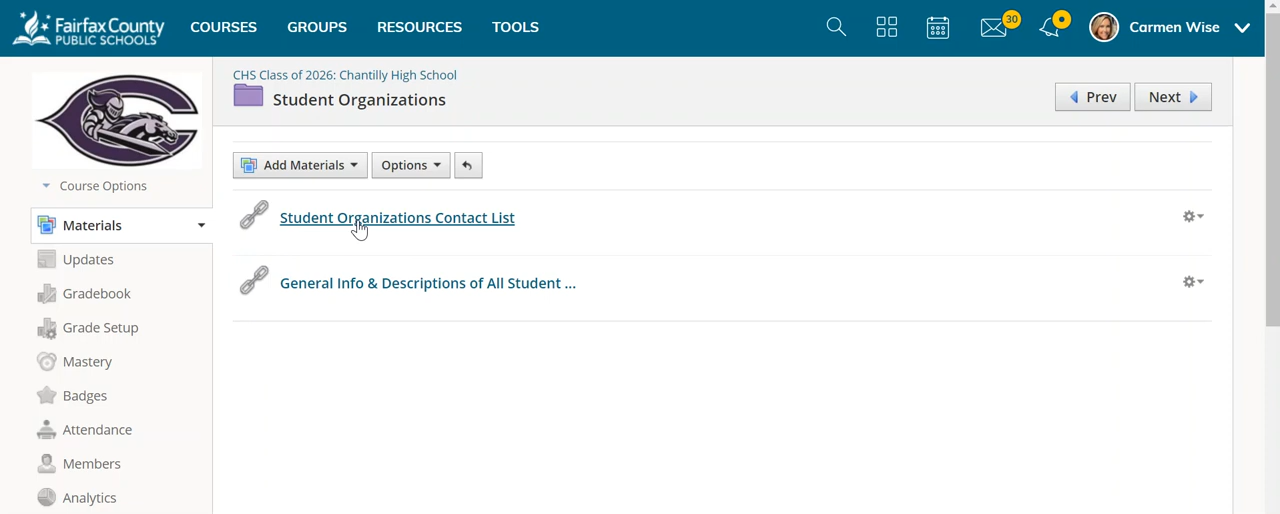 Fairfax County
PUBLIC SCHOOLS
COURSES
GROUPS
RESOURCES
TOOLS
30
Carmen Wise
CHS Class of 2026: Chantilly High School
Student Organizations
Prev
Next
Course Options
Add Materials
Options
Materials
Student Organizations Contact List
Updates
General Info & Descriptions of All Student ...
Gradebook
Grade Setup
Mastery
Badges
Attendance
Members
Analytics